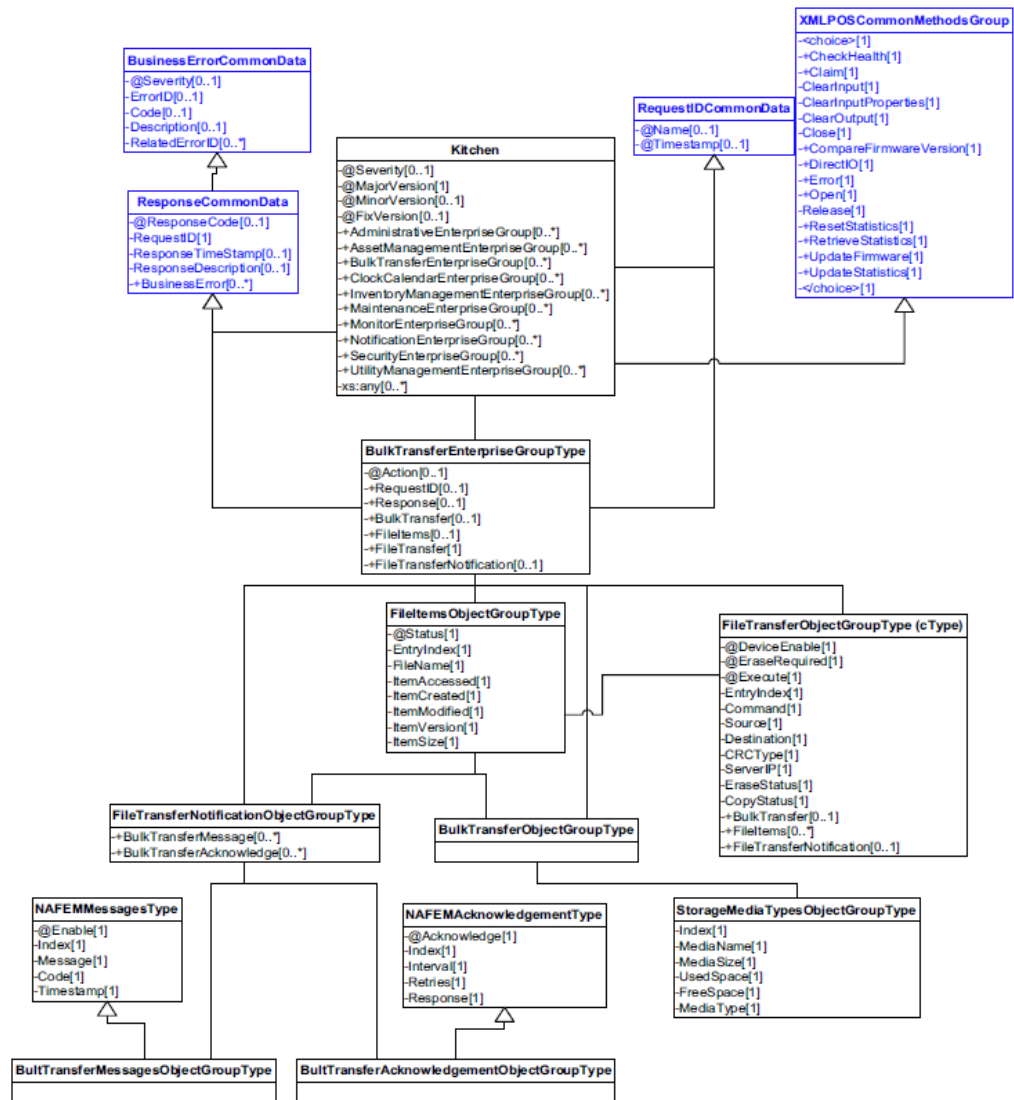 XMLPOSCommonMethodsGroup
-<choice>[1]
-+CheckHealth[1]
-+Claim[1]
-ClearInput[1]
-ClearInputProperties[1]
-ClearOutput[1]
-Close[1]
-+CompareFirmwareVersion[1]
-+DirectIO[1]
-+Error[1]
-+Open[1]
-Release[1]
-+ResetStatistics[1]
-+RetrieveStatistics[1]
-+UpdateFirmware[1]
-+UpdateStatistics[1]
-</choice>[1]
BusinessErrorCommonData
-@Severity[0..1]
-ErrorID[0..1]
-Code[0..1]
-Description[0..1]
-RelatedErrorID[0..*]
RequestIDCommonData
-@Name[0..1]
-@Timestamp[0..1]
Kitchen
-@Severity[0..1]
-@MajorVersion[1]
-@MinorVersion[0..1]
-@FixVersion[0..1]
-+AdministrativeEnterpriseGroup[0..*]
-+AssetManagementEnterpriseGroup[0..*]
-+BulkTransferEnterpriseGroup[0..*]
-+ClockCalendarEnterpriseGroup[0..*]
-+InventoryManagementEnterpriseGroup[0..*]
-+MaintenanceEnterpriseGroup[0..*]
-+MonitorEnterpriseGroup[0..*]
-+NotificationEnterpriseGroup[0..*]
-+SecurityEnterpriseGroup[0..*]
-+UtilityManagementEnterpriseGroup[0..*]
-xs:any[0..*]
ResponseCommonData
-@ResponseCode[0..1]
-RequestID[1]
-ResponseTimeStamp[0..1]
-ResponseDescription[0..1]
-+BusinessError[0..*]
BulkTransferEnterpriseGroupType
-@Action[0..1]
-+RequestID[0..1]
-+Response[0..1]
-+BulkTransfer[0..1]
-+FileItems[0..1]
-+FileTransfer[1]
-+FileTransferNotification[0..1]
FileItemsObjectGroupType
-@Status[1]
-EntryIndex[1]
-FileName[1]
-ItemAccessed[1]
-ItemCreated[1]
-ItemModified[1]
-ItemVersion[1]
-ItemSize[1]
FileTransferObjectGroupType (cType)
-@DeviceEnable[1]
-@EraseRequired[1]
-@Execute[1]
-EntryIndex[1]
-Command[1]
-Source[1]
-Destination[1]
-CRCType[1]
-ServerIP[1]
-EraseStatus[1]
-CopyStatus[1]
-+BulkTransfer[0..1]
-+FileItems[0..*]
-+FileTransferNotification[0..1]
FileTransferNotificationObjectGroupType
-+BulkTransferMessage[0..*]
-+BulkTransferAcknowledge[0..*]
BulkTransferObjectGroupType
NAFEMMessagesType
-@Enable[1]
-Index[1]
-Message[1]
-Code[1]
-Timestamp[1]
NAFEMAcknowledgementType
-@Acknowledge[1]
-Index[1]
-Interval[1]
-Retries[1]
-Response[1]
StorageMediaTypesObjectGroupType
-Index[1]
-MediaName[1]
-MediaSize[1]
-UsedSpace[1]
-FreeSpace[1]
-MediaType[1]
BultTransferMessagesObjectGroupType
BultTransferAcknowledgementObjectGroupType